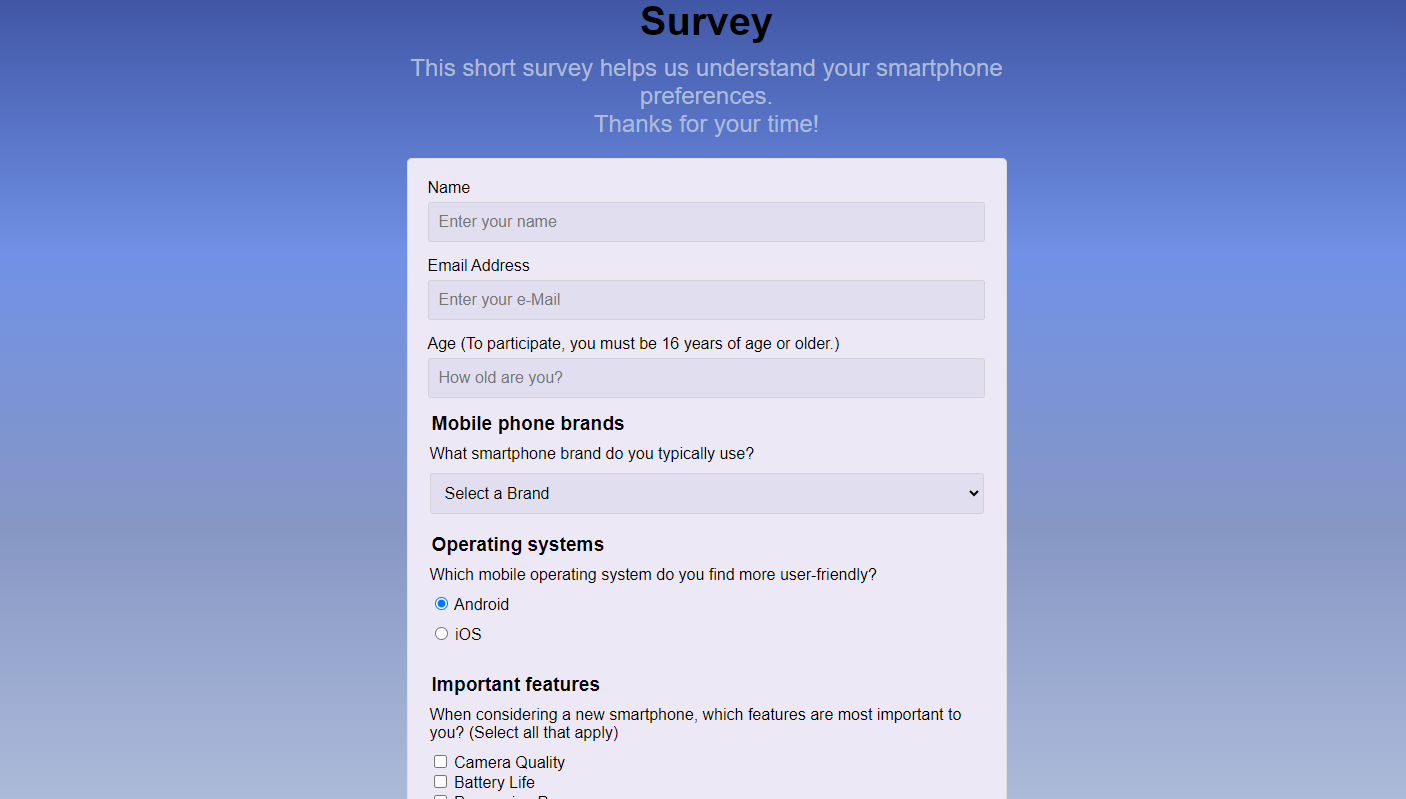 Survey
This short survey helps us understand your smartphone
preferences.
Thanks for your time!
Name
Enter your name
Email Address
Enter your e-Mail
Age (To participate, you must be 16 years of age or older.)
How old are you?
Mobile phone brands
What smartphone brand do you typically use?
Select a Brand
Operating systems
Which mobile operating system do you find more user-friendly?
Android
iOS
Important features
When considering a new smartphone, which features are most important to
you? (Select all that apply)
Camera Quality
Battery Life